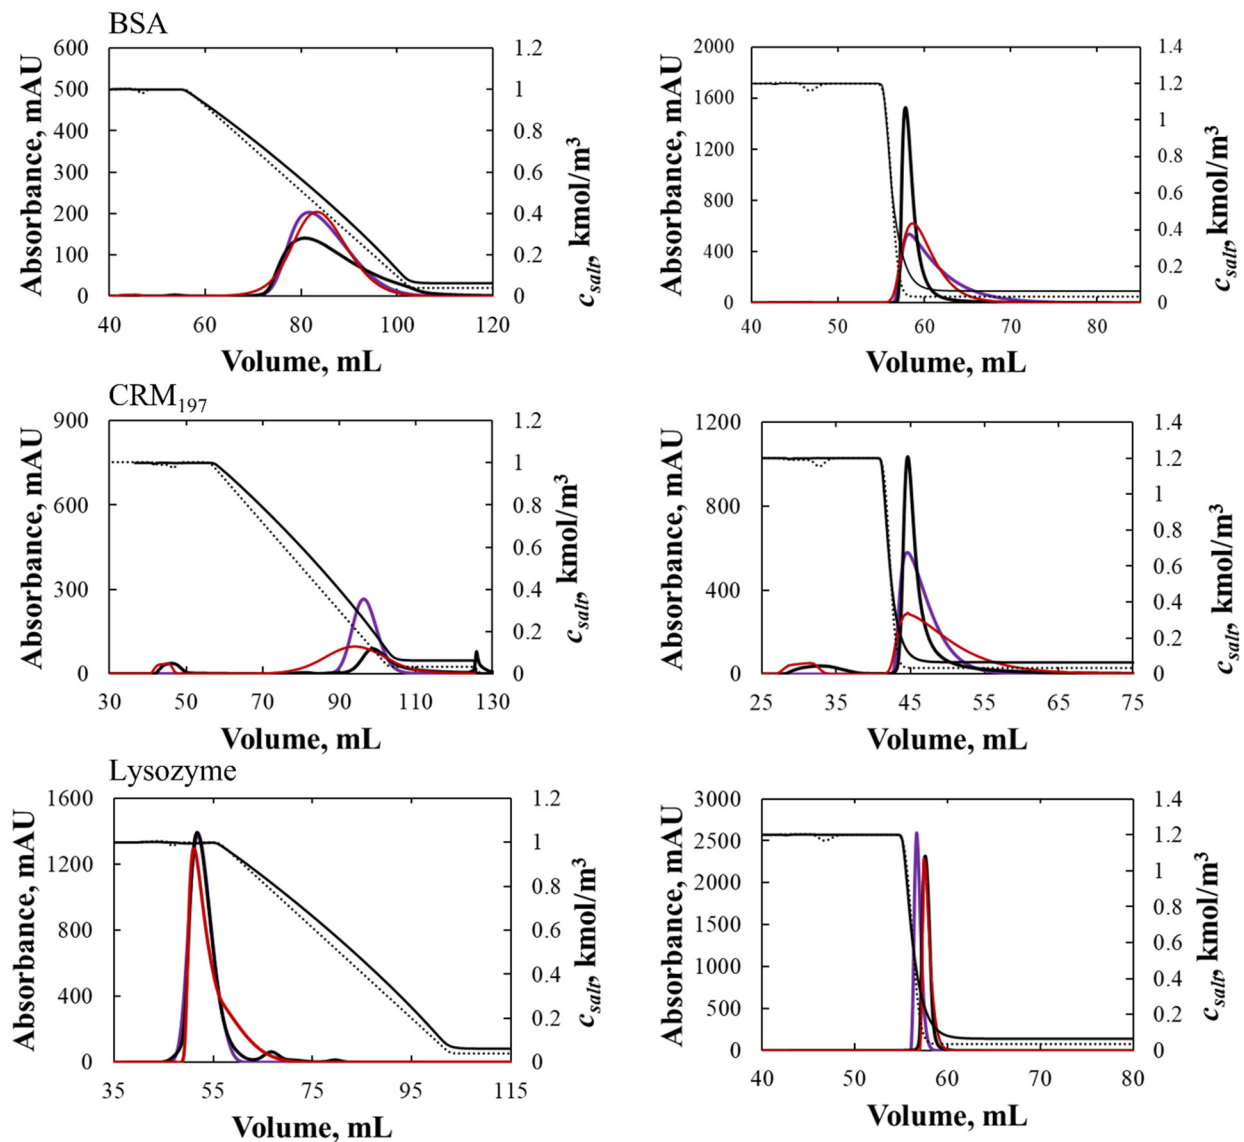 BSA
600
500
400
300
200
100
0
Absorbance, mAU
1.2
1
0.8
0.6
0.4
0.2
0
c_salt, kmol/m³
40 60 80 100 120
Volume, mL
2000
1600
1200
800
400
0
Absorbance, mAU
1.4
1.2
1
0.8
0.6
0.4
0.2
0
c_salt, kmol/m³
40 50 60 70 80
Volume, mL
CRM₁₉₇
900
600
300
0
Absorbance, mAU
1.2
1
0.8
0.6
0.4
0.2
0
c_salt, kmol/m³
30 50 70 90 110 130
Volume, mL
1200
800
400
0
Absorbance, mAU
1.4
1.2
1
0.8
0.6
0.4
0.2
0
c_salt, kmol/m³
25 35 45 55 65 75
Volume, mL
Lysozyme
1600
1200
800
400
0
Absorbance, mAU
1.2
1
0.8
0.6
0.4
0.2
0
c_salt, kmol/m³
35 55 75 95 115
Volume, mL
3000
2500
2000
1500
1000
500
0
Absorbance, mAU
1.4
1.2
1
0.8
0.6
0.4
0.2
0
c_salt, kmol/m³
40 50 60 70 80
Volume, mL